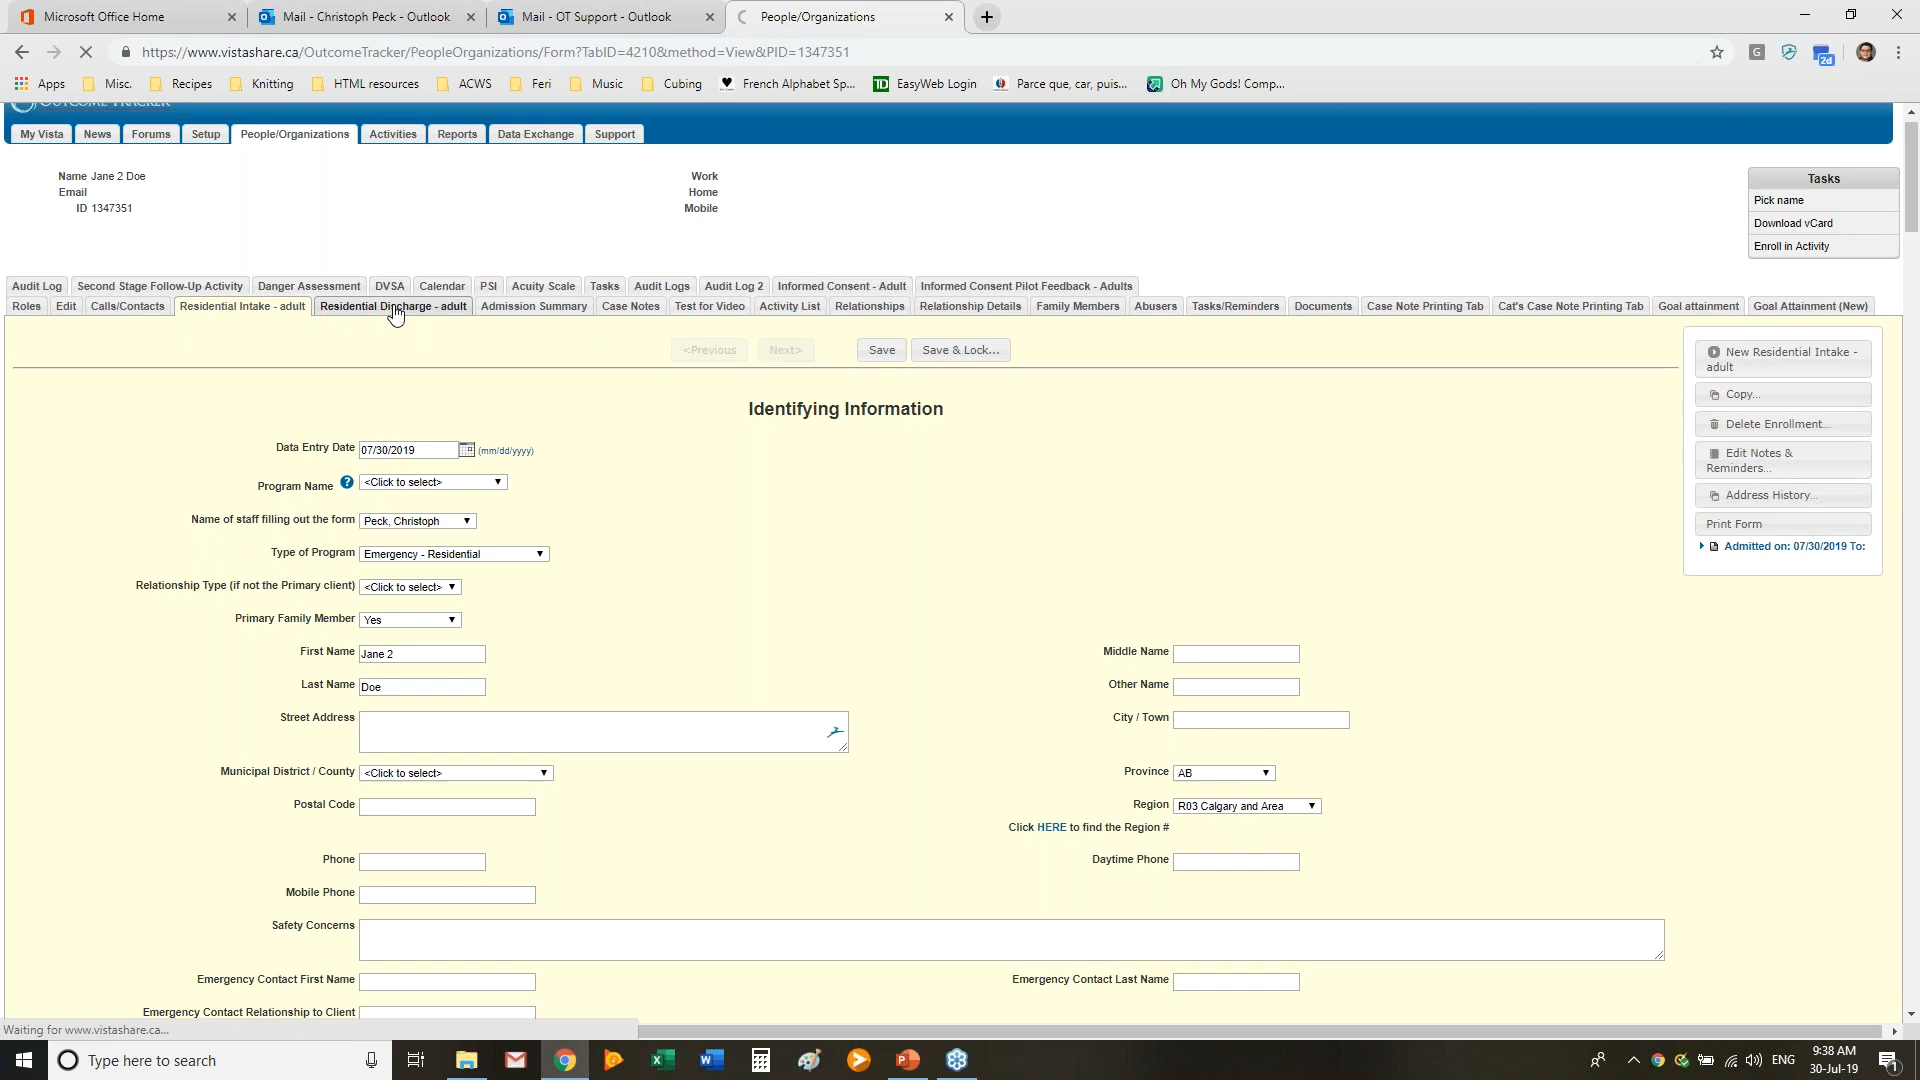 Microsoft Office Home
Mail - Christoph Peck - Outlook
Mail - OT Support - Outlook
People/Organizations
https://www.vistashare.ca/OutcomeTracker/PeopleOrganizations/Form?TabID=4210&method=View&PID=1347351
2d
Apps Misc. Recipes Knitting HTML resources ACWS Feri Music Cubing French Alphabet Sp... EasyWeb Login Parce que, car, puis... Oh My Gods! Comp...
My Vista News Forums Setup People/Organizations Activities Reports Data Exchange Support
Name Jane 2 Doe
Email
ID 1347351
Work
Home
Mobile
Tasks
Pick name
Download vCard
Enroll in Activity
Audit Log Second Stage Follow-Up Activity Danger Assessment DVSA Calendar PSI Acuity Scale Tasks Audit Logs Audit Log 2 Informed Consent - Adult Informed Consent Pilot Feedback - Adults
Roles Edit Calls/Contacts Residential Intake - adult Residential Discharge - adult Admission Summary Case Notes Test for Video Activity List Relationships Relationship Details Family Members Abusers Tasks/Reminders Documents Case Note Printing Tab Cat's Case Note Printing Tab Goal attainment Goal Attainment (New)
<Previous Next> Save Save & Lock...
New Residential Intake - adult
Copy...
Delete Enrollment...
Edit Notes & Reminders...
Address History...
Print Form
Admitted on: 07/30/2019 To:
Identifying Information
Data Entry Date 07/30/2019 (mm/dd/yyyy)
Program Name ? <Click to select>
Name of staff filling out the form Peck, Christoph
Type of Program Emergency - Residential
Relationship Type (if not the Primary client) <Click to select>
Primary Family Member Yes
First Name Jane 2 Middle Name
Last Name Doe Other Name
Street Address City / Town
Municipal District / County <Click to select> Province AB
Postal Code Region R03 Calgary and Area
Click HERE to find the Region #
Phone Daytime Phone
Mobile Phone
Safety Concerns
Emergency Contact First Name Emergency Contact Last Name
Emergency Contact Relationship to Client
Waiting for www.vistashare.ca...
Type here to search
ENG
9:38 AM
30-Jul-19
1